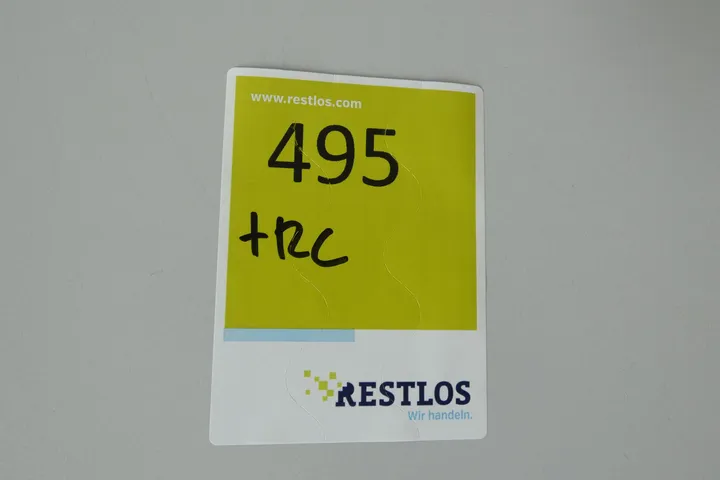 www.restlos.com
495
+RC
RESTLOS
Wir handeln.